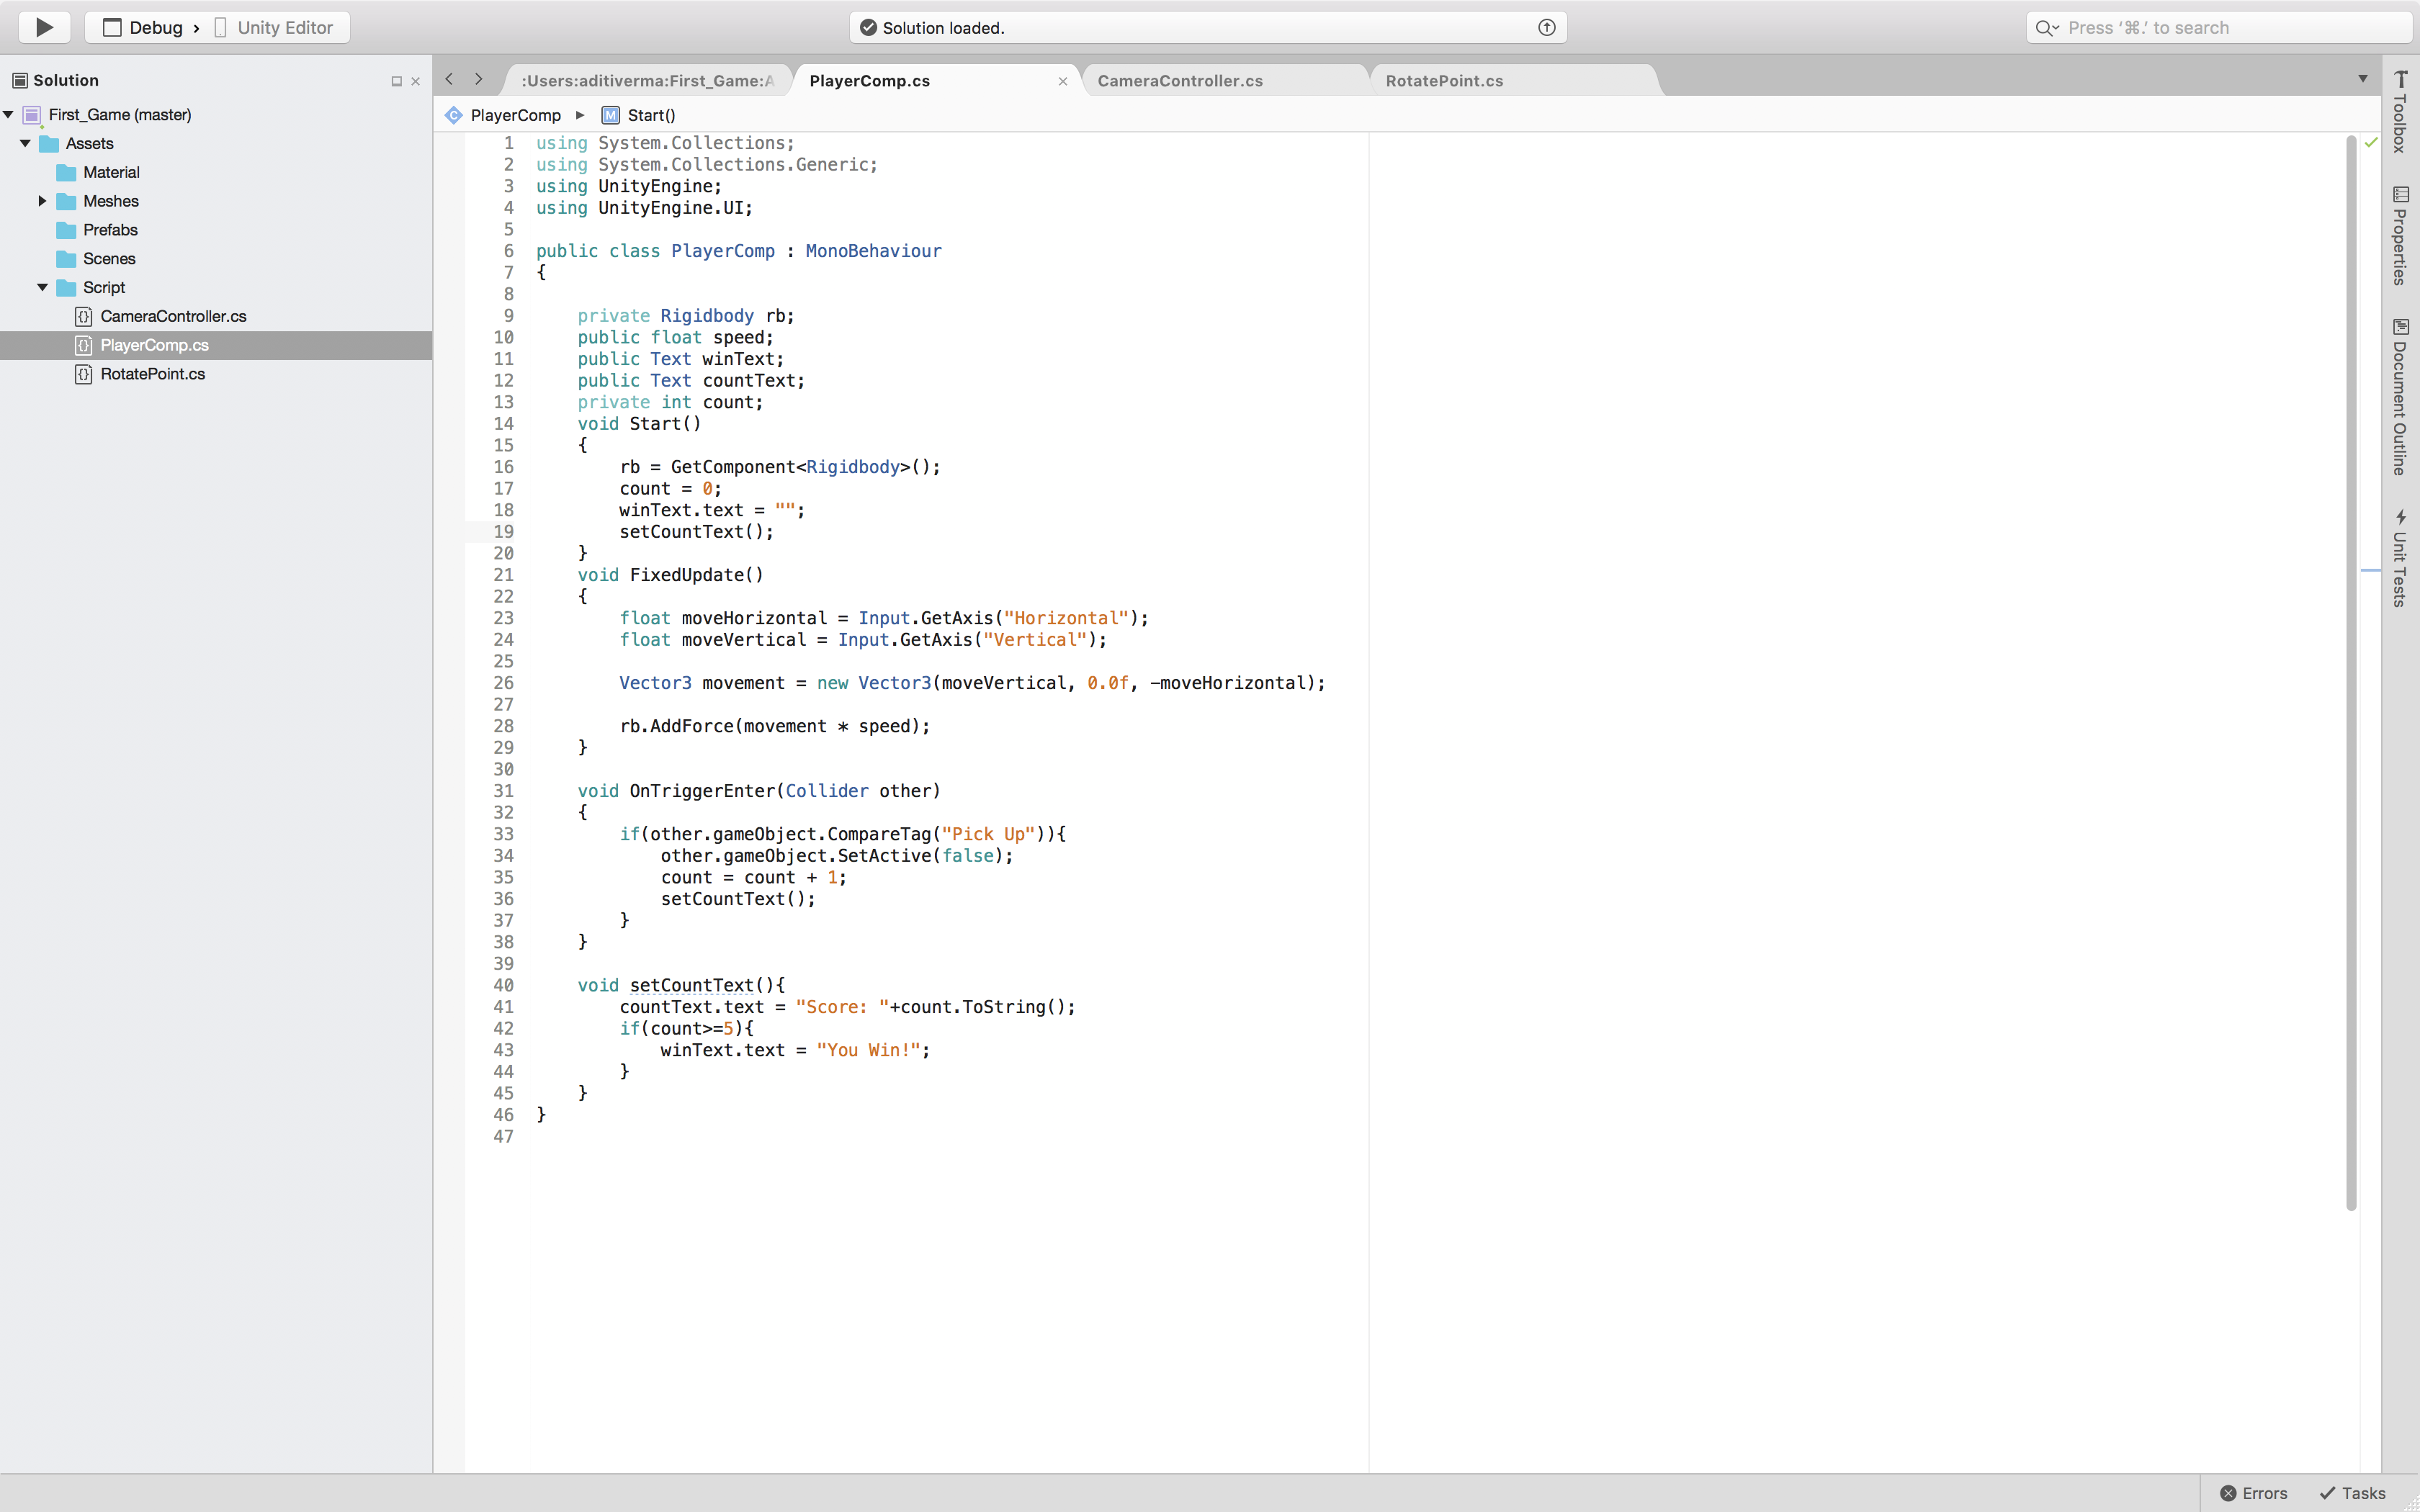 Debug › Unity Editor
Solution loaded.
Press ‘⌘.’ to search
Solution
First_Game (master)
Assets
Material
Meshes
Prefabs
Scenes
Script
CameraController.cs
PlayerComp.cs
RotatePoint.cs
:Users:aditiverma:First_Game:A
PlayerComp.cs
CameraController.cs
RotatePoint.cs
PlayerComp ▸ M Start()
1 using System.Collections;
2 using System.Collections.Generic;
3 using UnityEngine;
4 using UnityEngine.UI;
5
6 public class PlayerComp : MonoBehaviour
7 {
8
9     private Rigidbody rb;
10     public float speed;
11     public Text winText;
12     public Text countText;
13     private int count;
14     void Start()
15     {
16         rb = GetComponent<Rigidbody>();
17         count = 0;
18         winText.text = "";
19         setCountText();
20     }
21     void FixedUpdate()
22     {
23         float moveHorizontal = Input.GetAxis("Horizontal");
24         float moveVertical = Input.GetAxis("Vertical");
25
26         Vector3 movement = new Vector3(moveVertical, 0.0f, -moveHorizontal);
27
28         rb.AddForce(movement * speed);
29     }
30
31     void OnTriggerEnter(Collider other)
32     {
33         if(other.gameObject.CompareTag("Pick Up")){
34             other.gameObject.SetActive(false);
35             count = count + 1;
36             setCountText();
37         }
38     }
39
40     void setCountText(){
41         countText.text = "Score: "+count.ToString();
42         if(count>=5){
43             winText.text = "You Win!";
44         }
45     }
46 }
47
Toolbox
Properties
Document Outline
Unit Tests
Errors
Tasks